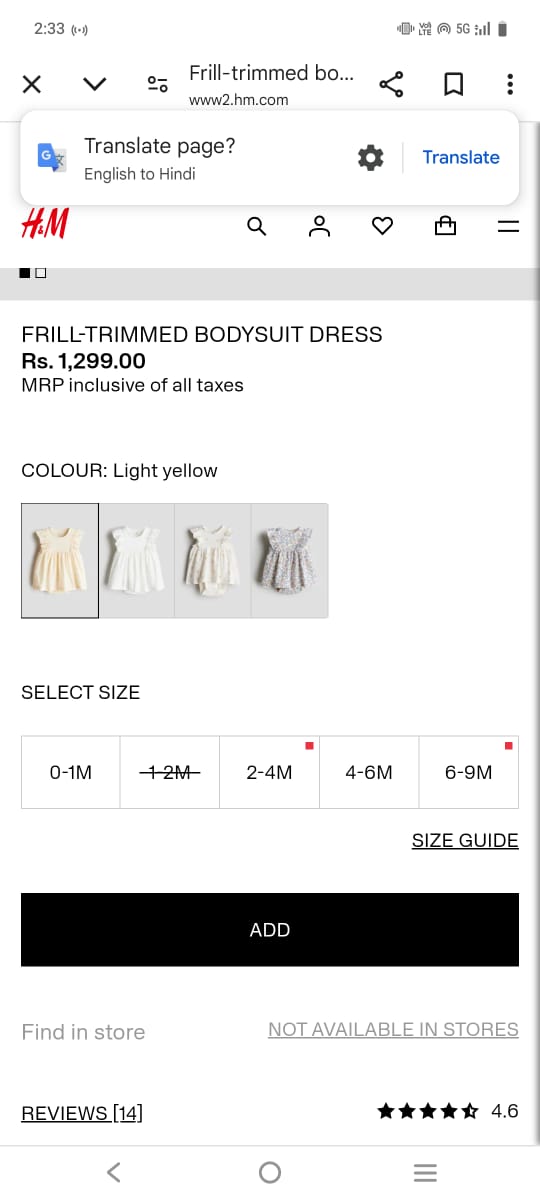 2:33
Vo)
LTE
5G
Frill-trimmed bo...
www2.hm.com
Translate page?
English to Hindi
Translate
H&M
FRILL-TRIMMED BODYSUIT DRESS
Rs. 1,299.00
MRP inclusive of all taxes
COLOUR: Light yellow
SELECT SIZE
0-1M 1-2M 2-4M 4-6M 6-9M
SIZE GUIDE
ADD
Find in store NOT AVAILABLE IN STORES
REVIEWS [14] 4.6